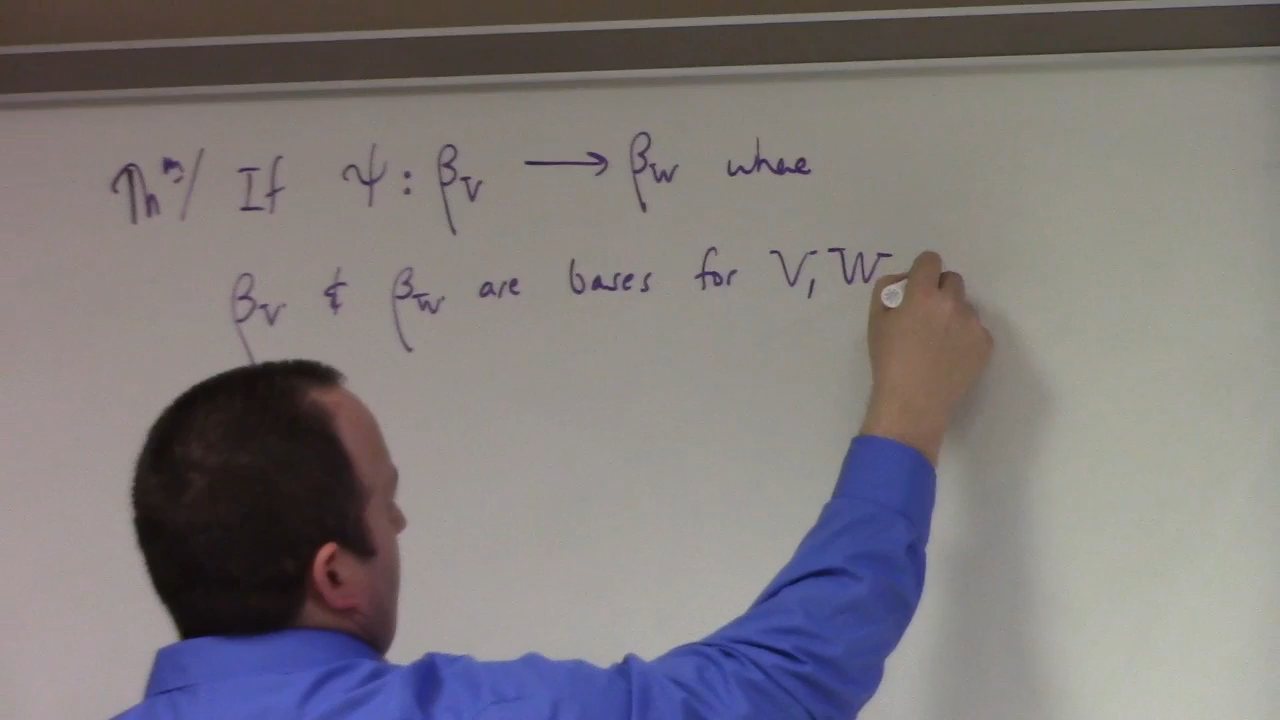 Thᵐ/ If ψ: β_V → β_W where
β_V & β_W are bases for V, W